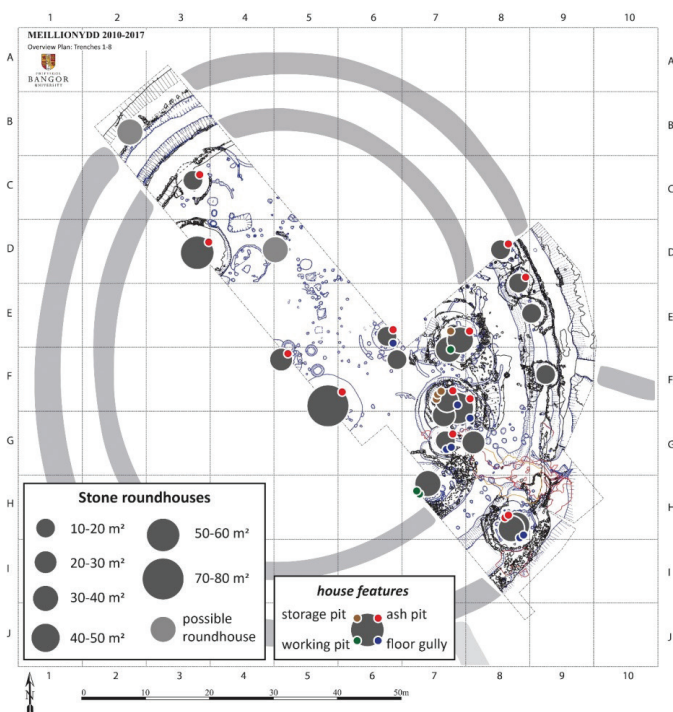 1 2 3 4 5 6 7 8 9 10
MEILLIONYDD 2010-2017
Overview Plan: Trenches 1-8
PRIFYSGOL
BANGOR
UNIVERSITY
A A
B B
C C
D D
E E
F F
G G
H H
I I
J J
Stone roundhouses
10-20 m²
20-30 m²
30-40 m²
40-50 m²
50-60 m²
70-80 m²
possible
roundhouse
house features
storage pit ash pit
working pit floor gully
1 2 3 4 5 6 7 8 9 10
N
0 10 20 30 40 50m